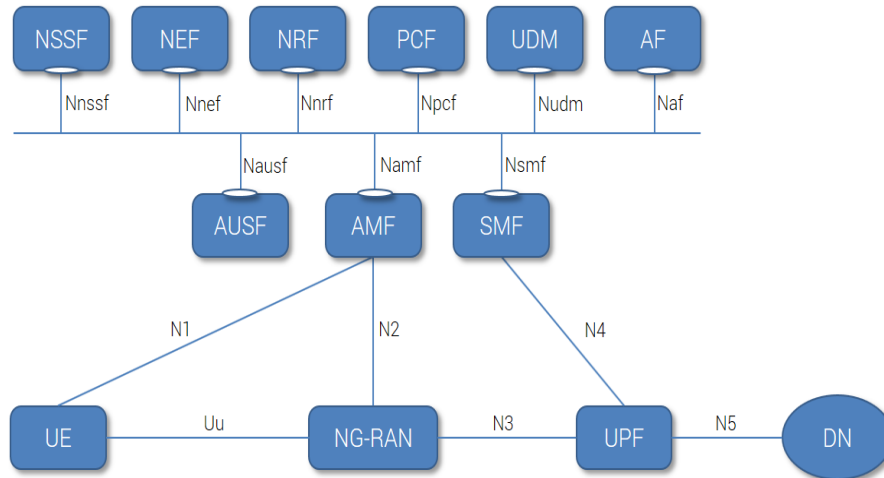 NSSF NEF NRF PCF UDM AF
Nnssf Nnef Nnrf Npcf Nudm Naf
Nausf Namf Nsmf
AUSF AMF SMF
N1 N2 N4
UE Uu NG-RAN N3 UPF N5 DN